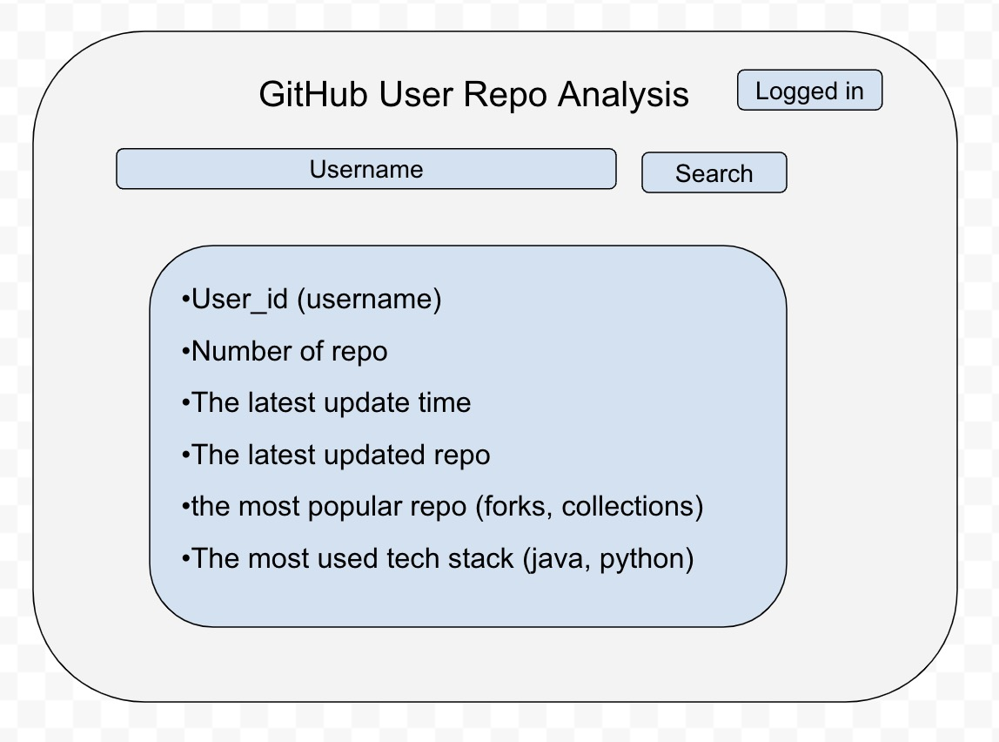 GitHub User Repo Analysis
Logged in
Username
Search
•User_id (username)
•Number of repo
•The latest update time
•The latest updated repo
•the most popular repo (forks, collections)
•The most used tech stack (java, python)